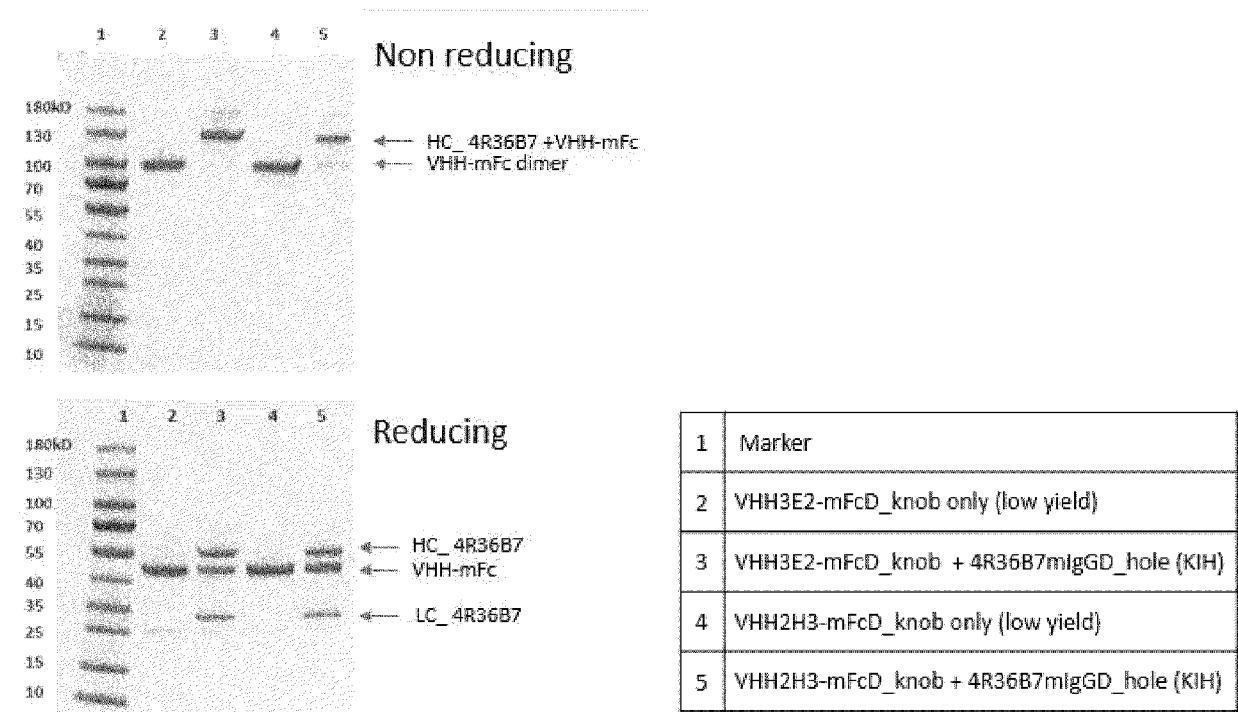 1 2 3 4 5
Non reducing
180kD
130
100
70
55
40
35
25
15
10
HC_ 4R36B7 +VHH-mFc
VHH-mFc dimer
1 2 3 4 5
Reducing
180kD
130
100
70
55
40
35
25
15
10
HC_ 4R36B7
VHH-mFc
LC_ 4R36B7
1 Marker
2 VHH3E2-mFcD_knob only (low yield)
3 VHH3E2-mFcD_knob + 4R36B7mIgGD_hole (KIH)
4 VHH2H3-mFcD_knob only (low yield)
5 VHH2H3-mFcD_knob + 4R36B7mIgGD_hole (KIH)